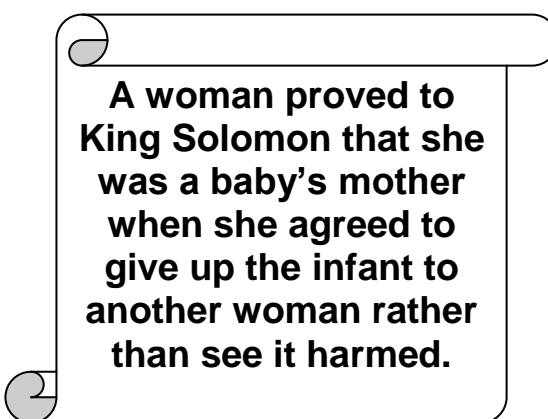 A woman proved to
King Solomon that she
was a baby’s mother
when she agreed to
give up the infant to
another woman rather
than see it harmed.